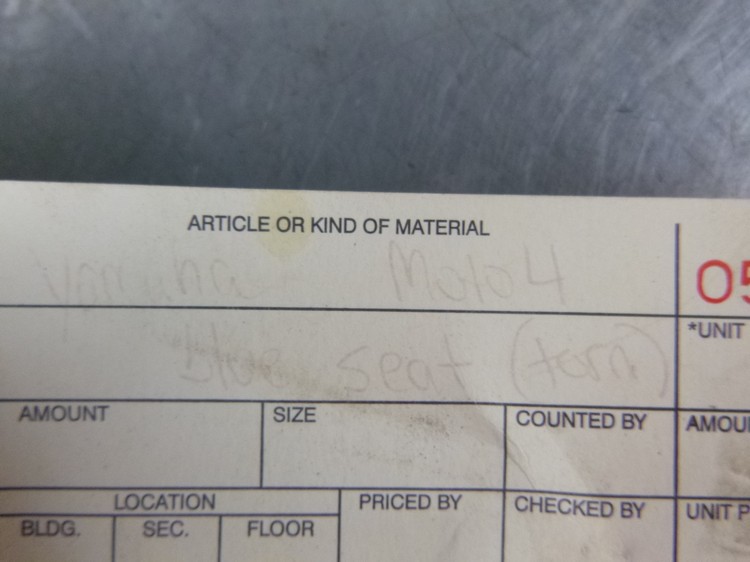 ARTICLE OR KIND OF MATERIAL
Yamaha Moto 4
05
blue seat (torn)
*UNIT
AMOUNT SIZE COUNTED BY AMOU
LOCATION PRICED BY CHECKED BY UNIT P
BLDG. SEC. FLOOR